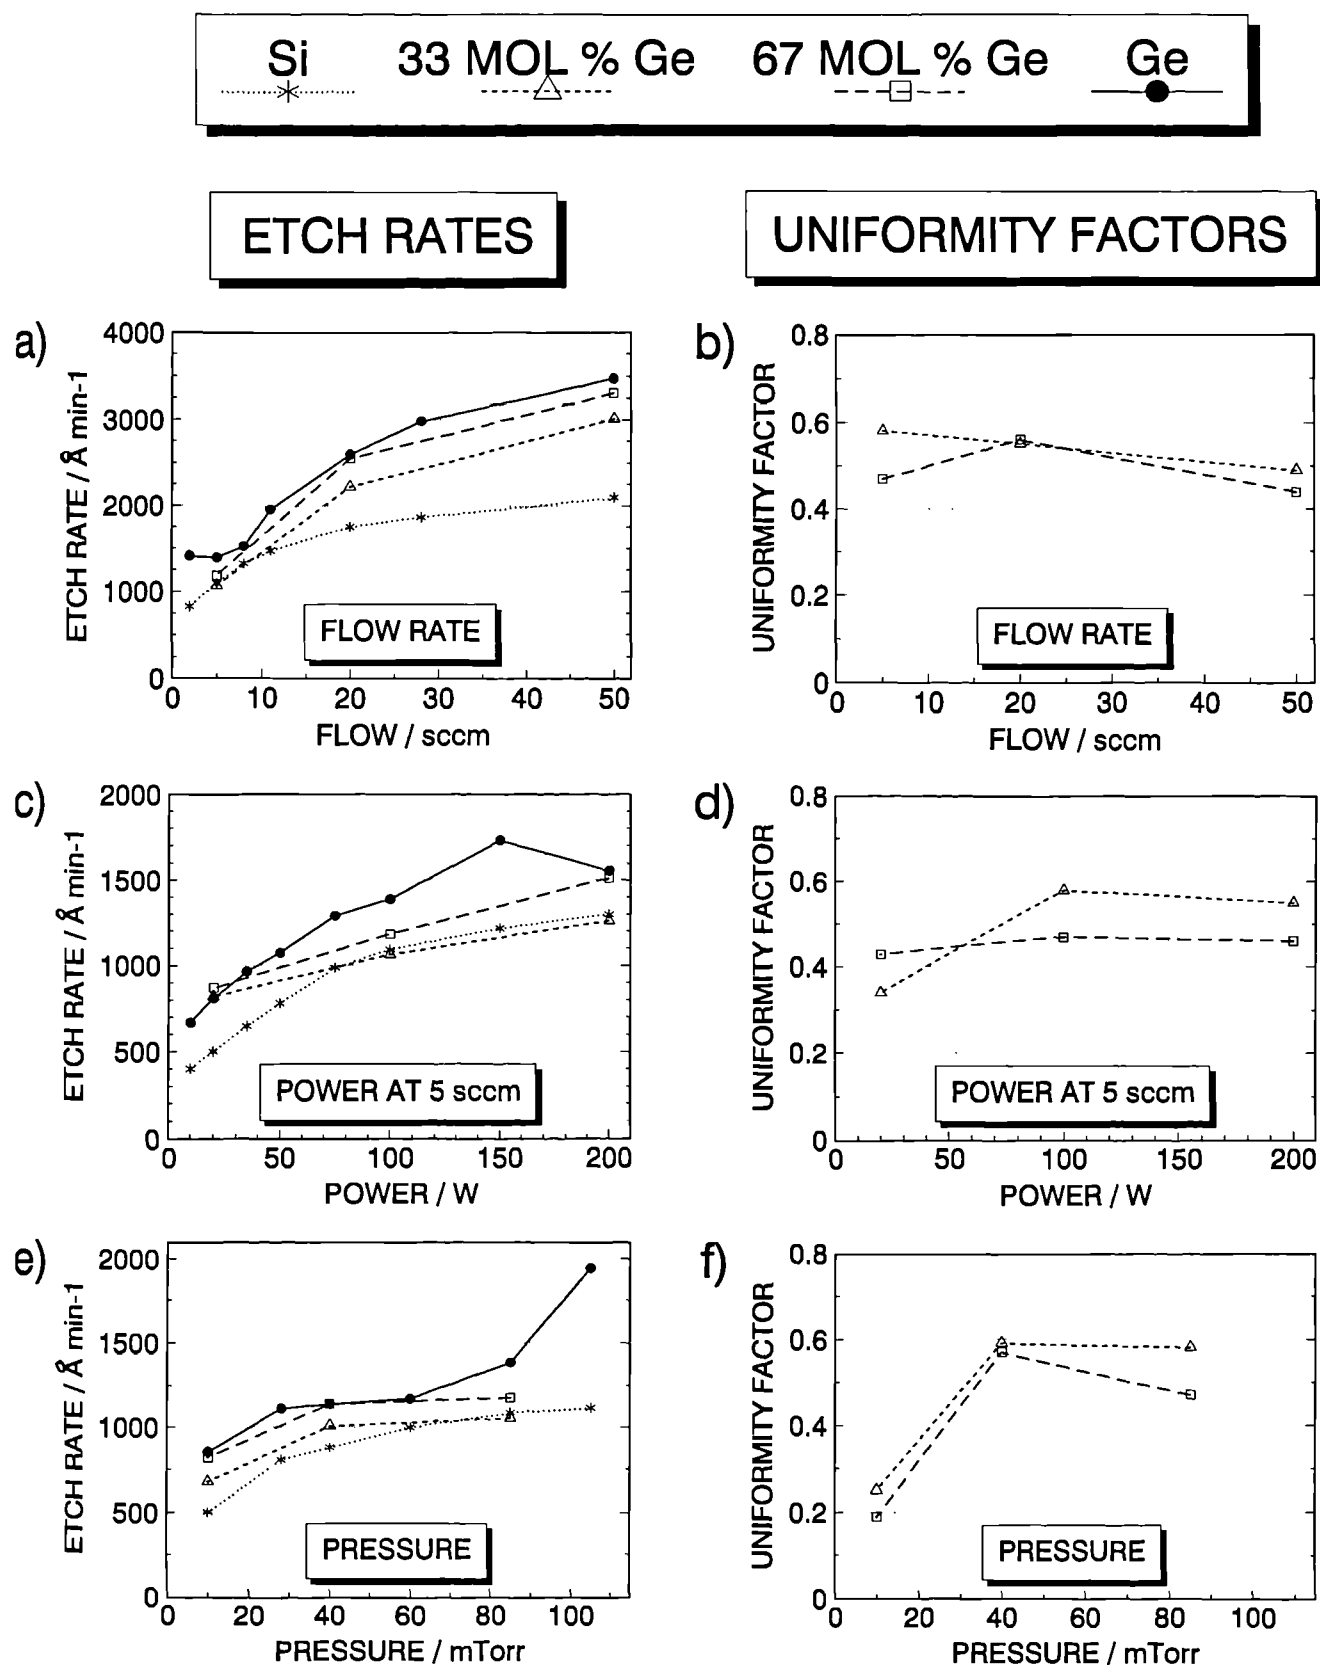 Si 33 MOL % Ge 67 MOL % Ge Ge
ETCH RATES
UNIFORMITY FACTORS
a)
ETCH RATE / Å min-1
4000
3000
2000
1000
0
0 10 20 30 40 50
FLOW RATE
FLOW / sccm
b)
UNIFORMITY FACTOR
0.8
0.6
0.4
0.2
0
0 10 20 30 40 50
FLOW RATE
FLOW / sccm
c)
ETCH RATE / Å min-1
2000
1500
1000
500
0
0 50 100 150 200
POWER AT 5 sccm
POWER / W
d)
UNIFORMITY FACTOR
0.8
0.6
0.4
0.2
0
0 50 100 150 200
POWER AT 5 sccm
POWER / W
e)
ETCH RATE / Å min-1
2000
1500
1000
500
0
0 20 40 60 80 100
PRESSURE
PRESSURE / mTorr
f)
UNIFORMITY FACTOR
0.8
0.6
0.4
0.2
0
0 20 40 60 80 100
PRESSURE
PRESSURE / mTorr